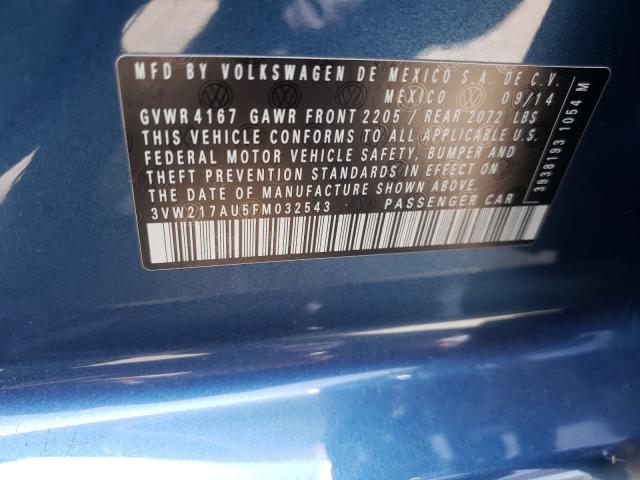 MFD BY VOLKSWAGEN DE MEXICO S.A. DE C.V.
MEXICO 09/14
GVWR 4167 GAWR FRONT 2205 / REAR 2072 LBS
THIS VEHICLE CONFORMS TO ALL APPLICABLE U.S.
FEDERAL MOTOR VEHICLE SAFETY, BUMPER AND
THEFT PREVENTION STANDARDS IN EFFECT ON
THE DATE OF MANUFACTURE SHOWN ABOVE.
3VW217AU5FM032543 PASSENGER CAR
3938193 1054 M